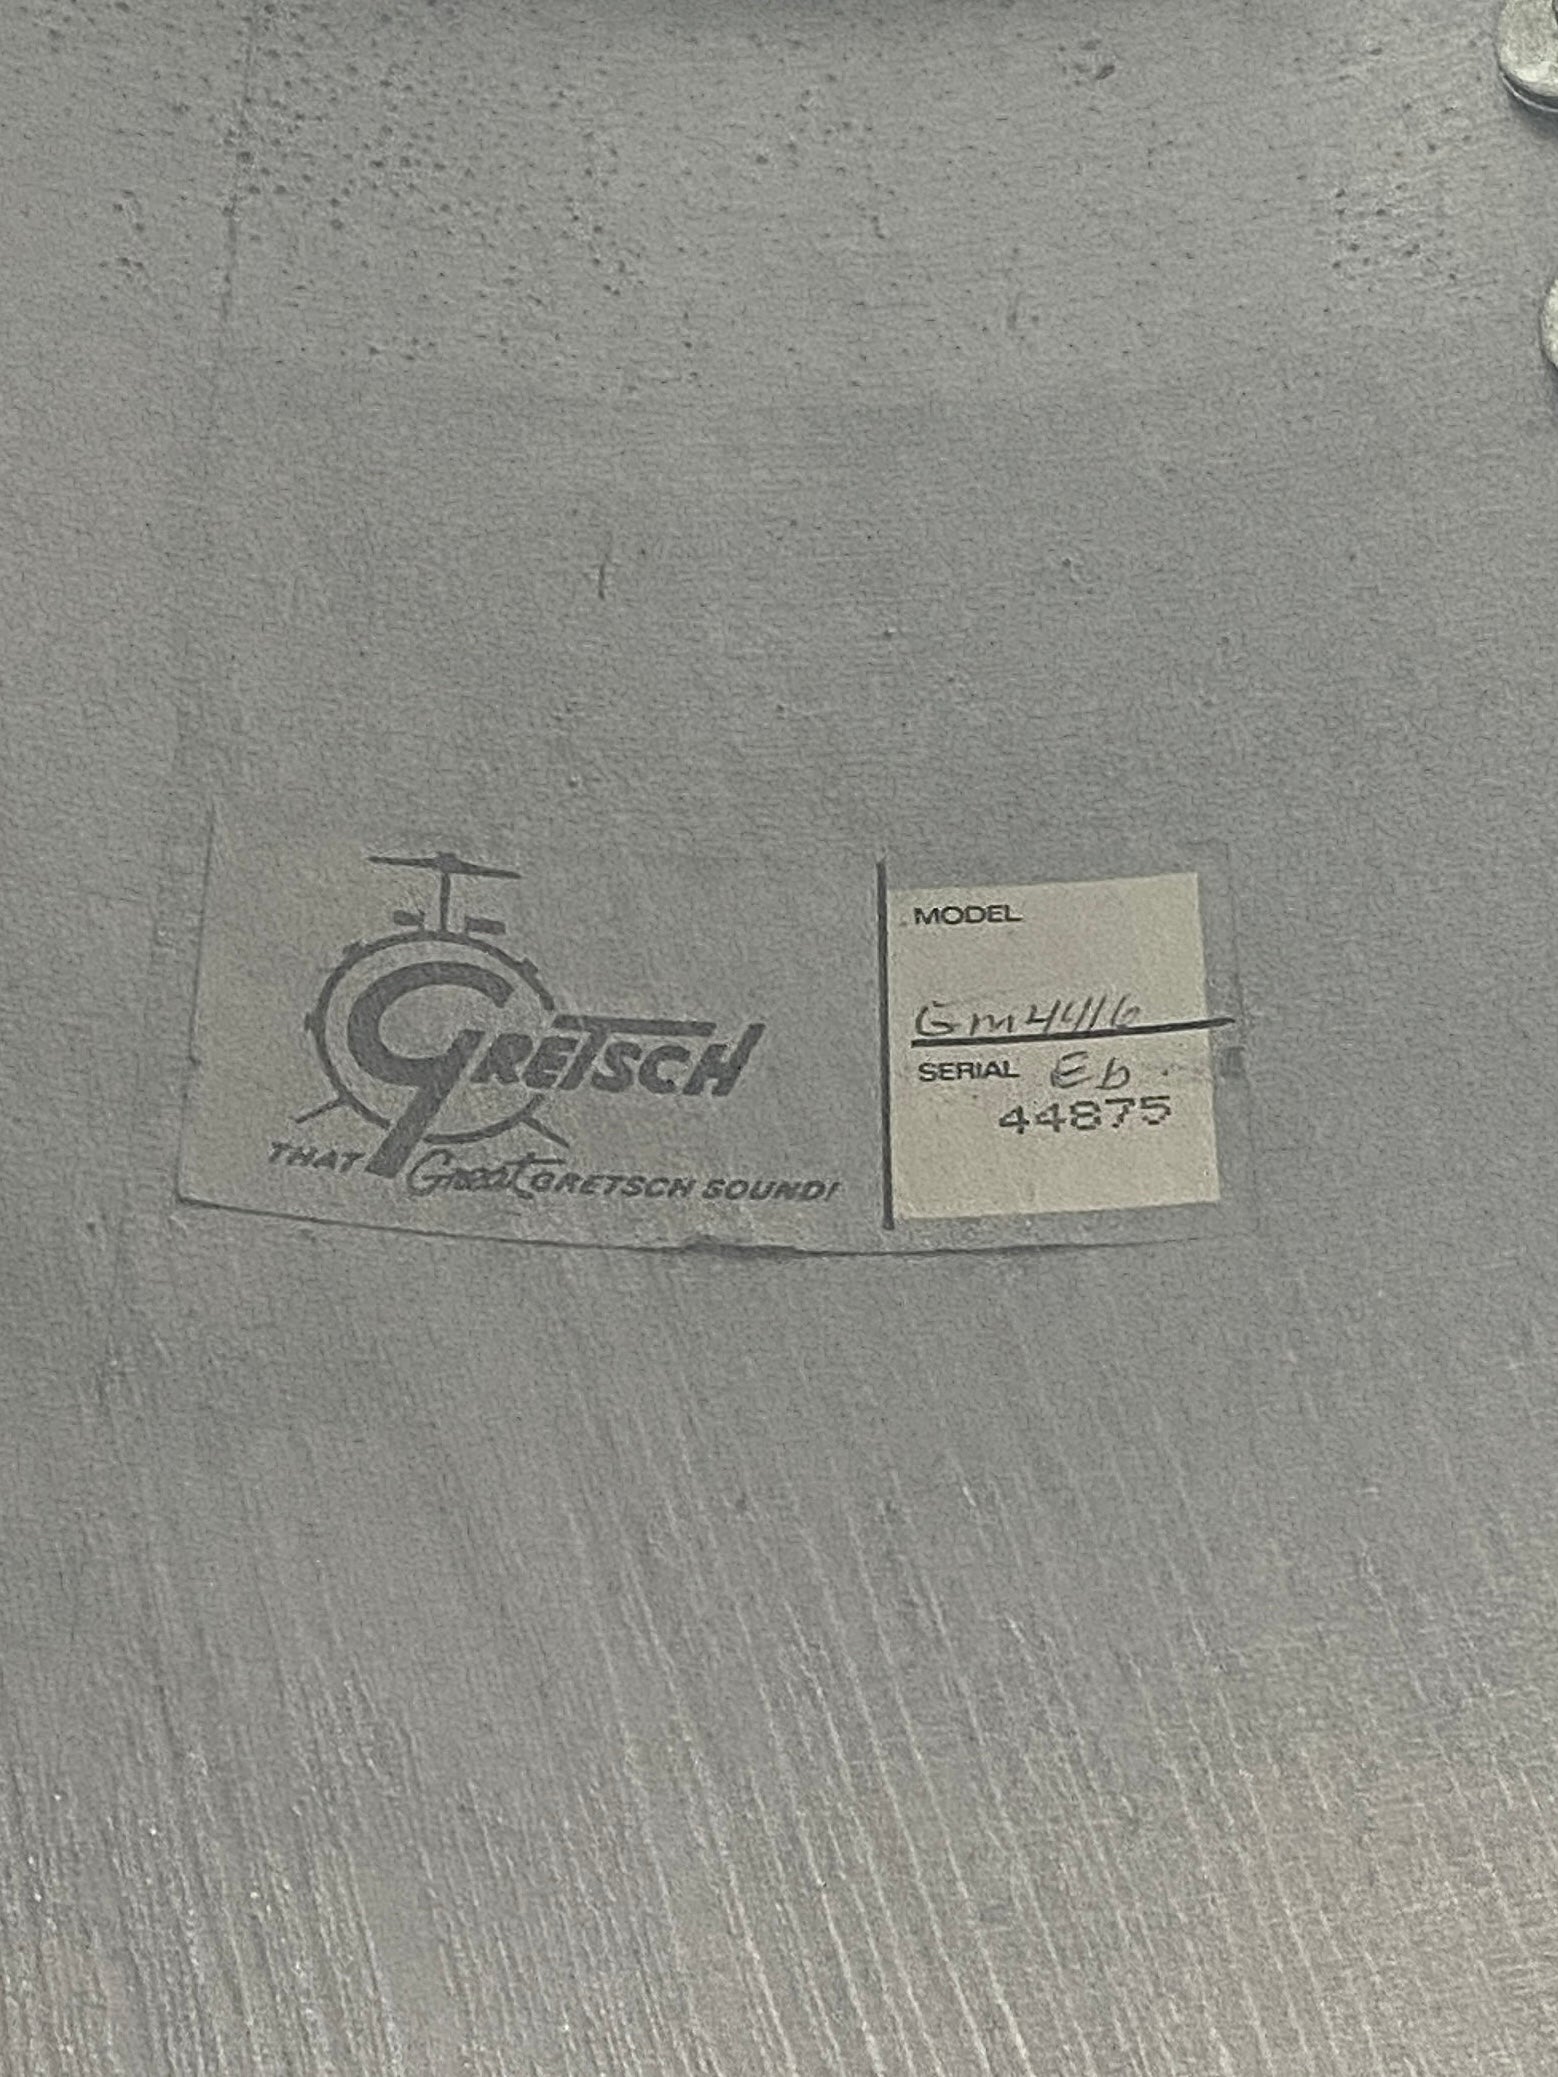 GRETSCH
THAT Great GRETSCH SOUND!
MODEL
Gm4416
SERIAL Eb
44875